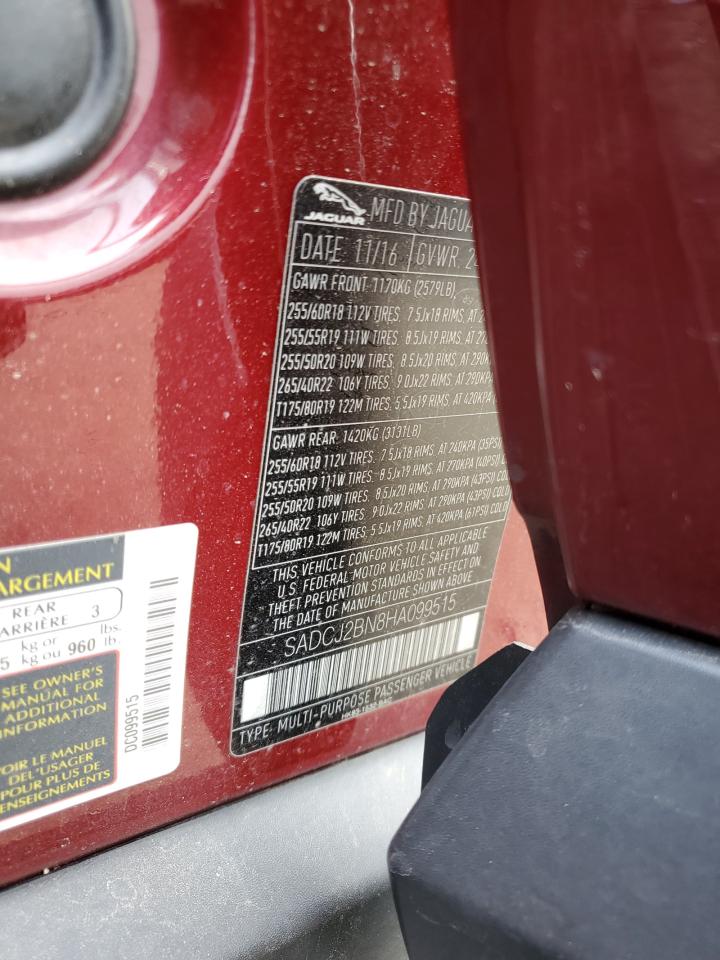 JAGUAR
MFD BY JAGUA
DATE 11/16 GVWR
GAWR FRONT 1170KG (2579LB)
255/60R18 112V TIRES, 7.5Jx18 RIMS, AT
255/55R19 111W TIRES, 8.5Jx19 RIMS, AT
255/50R20 109W TIRES, 8.5Jx20 RIMS, AT 290KPA
265/40R22 106Y TIRES, 9.0Jx22 RIMS, AT 290KPA
T175/80R19 122M TIRES, 5.5Jx19 RIMS, AT 420KPA
GAWR REAR 1420KG (3131LB)
255/60R18 112V TIRES, 7.5Jx18 RIMS, AT 240KPA (35PSI)
255/55R19 111W TIRES, 8.5Jx19 RIMS, AT 270KPA (40PSI)
255/50R20 109W TIRES, 8.5Jx20 RIMS, AT 290KPA (43PSI) COL
265/40R22 106Y TIRES, 9.0Jx22 RIMS, AT 290KPA (43PSI) COL
T175/80R19 122M TIRES, 5.5Jx19 RIMS, AT 420KPA (61PSI) COL
THIS VEHICLE CONFORMS TO ALL APPLICABLE
U.S. FEDERAL MOTOR VEHICLE SAFETY AND
THEFT PREVENTION STANDARDS IN EFFECT ON
THE DATE OF MANUFACTURE SHOWN ABOVE.
SADCJ2BN8HA099515
TYPE: MULTI-PURPOSE PASSENGER VEHICLE
N
ARGEMENT
REAR 3
ARRIÈRE
kg or lbs.
5 kg ou 960 lb.
SEE OWNER'S
MANUAL FOR
ADDITIONAL
INFORMATION
OIR LE MANUEL
DEL'USAGER
POUR PLUS DE
ENSEIGNEMENTS
DC099515